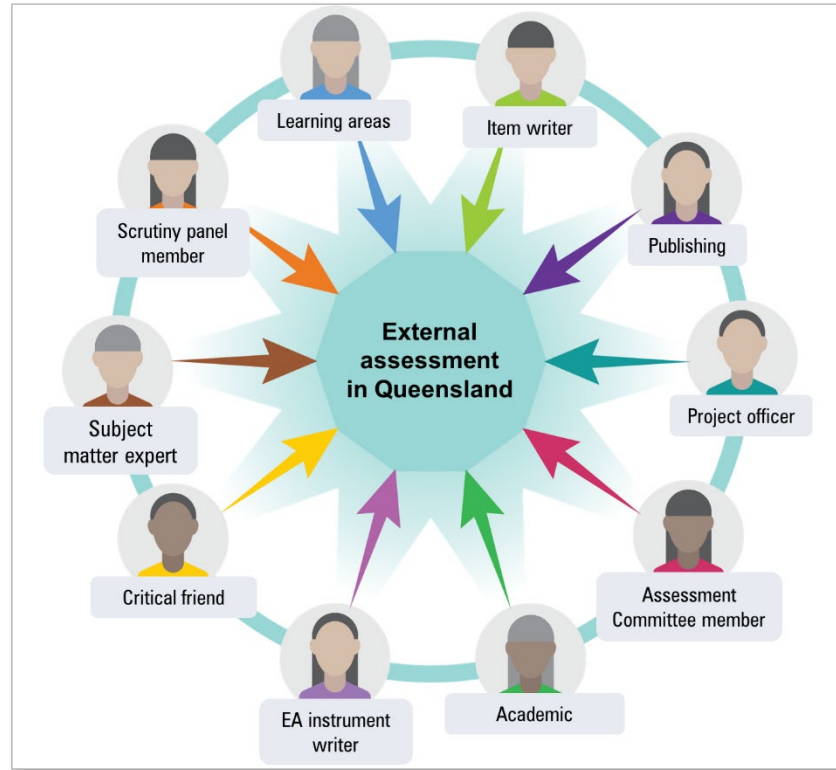 Learning areas
Item writer
Scrutiny panel
member
Publishing
External
assessment
in Queensland
Subject
matter expert
Project officer
Critical friend
Assessment
Committee member
EA instrument
writer
Academic